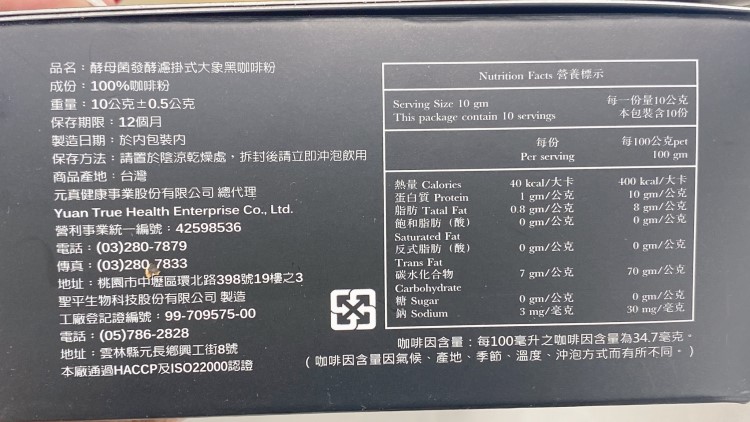 品名：酵母菌發酵濾掛式大象黑咖啡粉
成份：100%咖啡粉
重量：10公克±0.5公克
保存期限：12個月
製造日期：於內包裝內
保存方法：請置於陰涼乾燥處，拆封後請立即沖泡飲用
商品產地：台灣
元真健康事業股份有限公司 總代理
Yuan True Health Enterprise Co., Ltd.
營利事業統一編號：42598536
電話：(03)280-7879
傳真：(03)280-7833
地址：桃園市中壢區環北路398號19樓之3
聖平生物科技股份有限公司 製造
工廠登記證編號：99-709575-00
電話：(05)786-2828
地址：雲林縣元長鄉興工街8號
本廠通過HACCP及ISO22000認證
Nutrition Facts 營養標示
Serving Size 10 gm 每一份量10公克
This package contain 10 servings 本包裝含10份
每份 每100公克pet
Per serving 100 gm
熱量 Calories 40 kcal/大卡 400 kcal/大卡
蛋白質 Protein 1 gm/公克 10 gm/公克
脂肪 Tatal Fat 0.8 gm/公克 8 gm/公克
飽和脂肪（酸） 0 gm/公克 0 gm/公克
Saturated Fat
反式脂肪（酸） 0 gm/公克 0 gm/公克
Trans Fat
碳水化合物 7 gm/公克 70 gm/公克
Carbohydrate
糖 Sugar 0 gm/公克 0 gm/公克
鈉 Sodium 3 mg/毫克 30 mg/毫克
咖啡因含量：每100毫升之咖啡因含量為34.7毫克。
（咖啡因含量因氣候、產地、季節、溫度、沖泡方式而有所不同。）